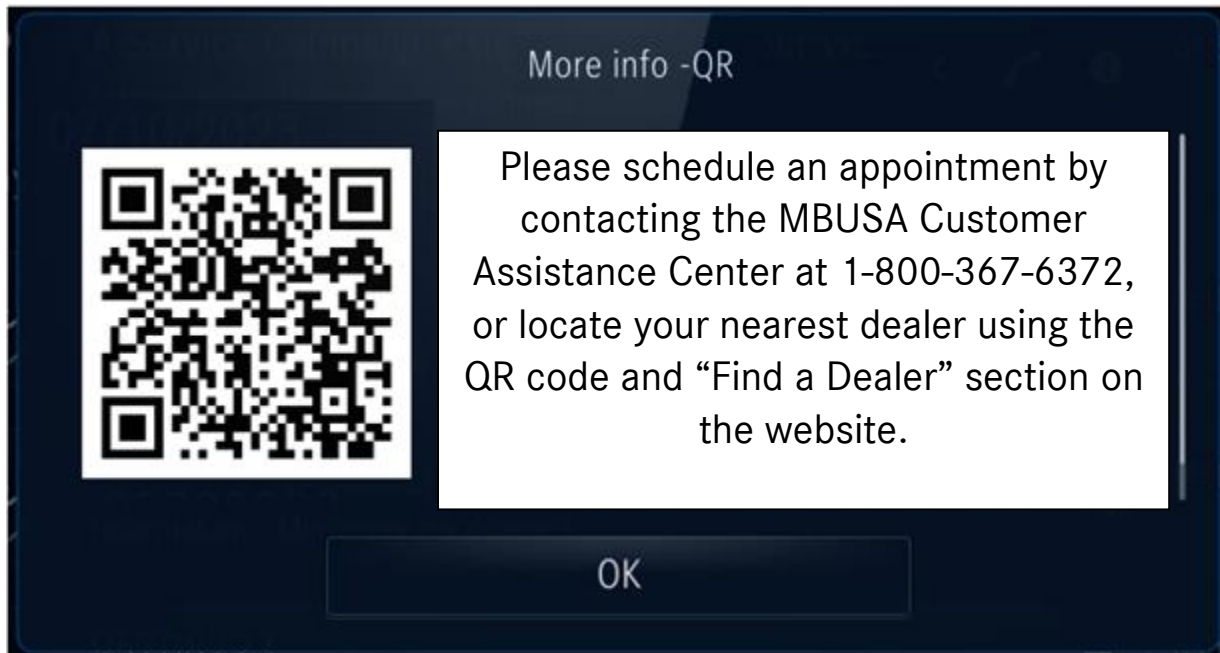 More info -QR
Please schedule an appointment by
contacting the MBUSA Customer
Assistance Center at 1-800-367-6372,
or locate your nearest dealer using the
QR code and “Find a Dealer” section on
the website.
OK